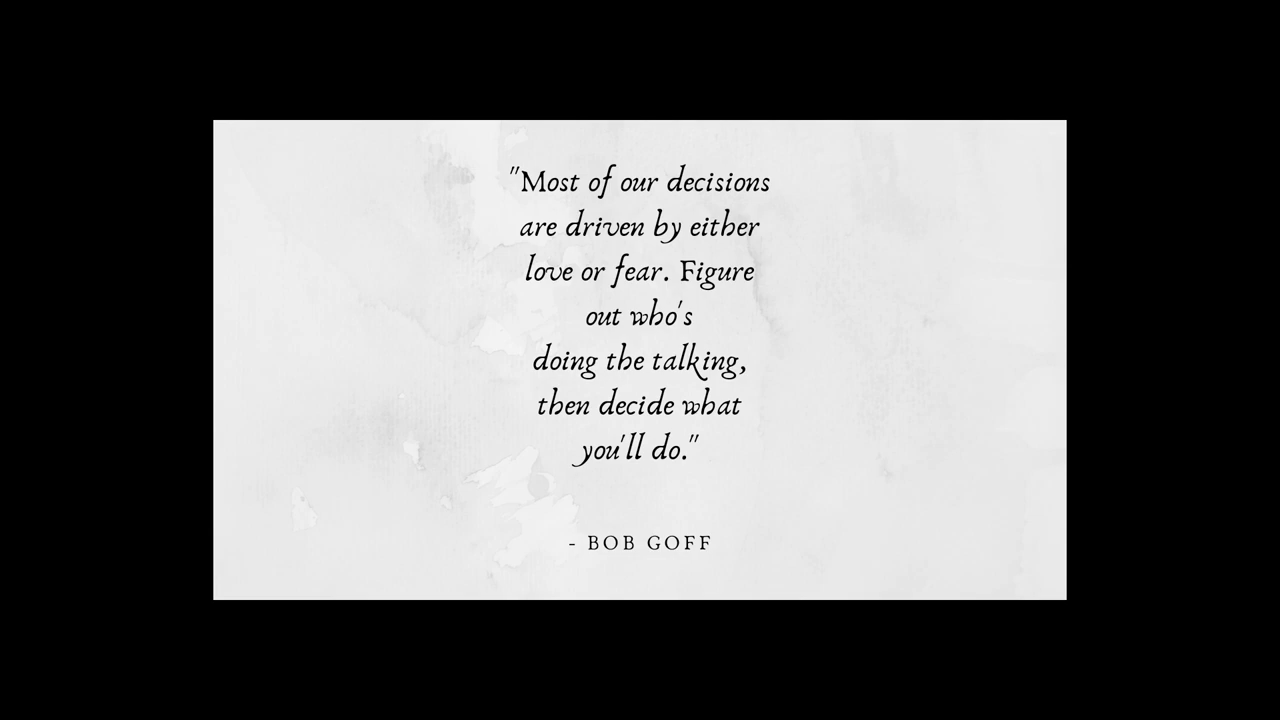 "Most of our decisions
are driven by either
love or fear. Figure
out who's
doing the talking,
then decide what
you'll do."
- BOB GOFF